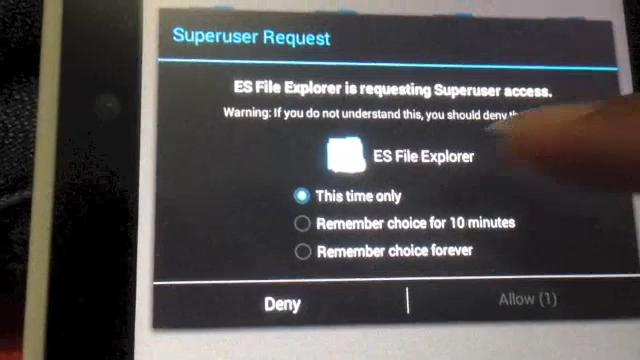 Superuser Request
ES File Explorer is requesting Superuser access.
Warning: If you do not understand this, you should deny
ES File Explorer
This time only
Remember choice for 10 minutes
Remember choice forever
Deny
Allow (1)